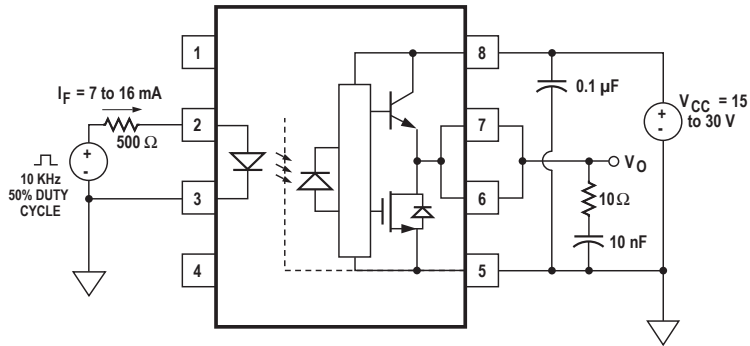 1
8
I_F = 7 to 16 mA
0.1 µF
+
-
V_CC = 15
to 30 V
2
7
500 Ω
+
-
V_O
10 KHz
50% DUTY
CYCLE
3
6
10Ω
10 nF
4
5